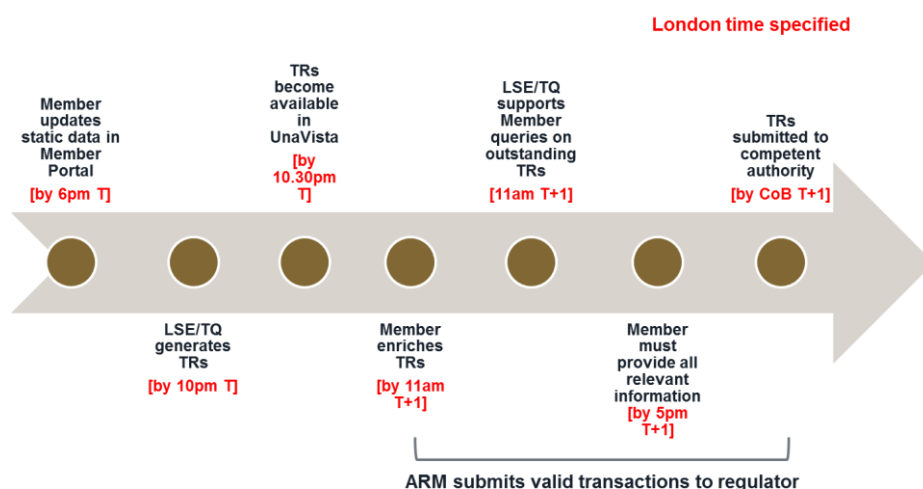 London time specified
Member
updates
static data in
Member
Portal
[by 6pm T]
LSE/TQ
generates
TRs
[by 10pm T]
TRs
become
available
in
UnaVista
[by
10.30pm
T]
Member
enriches
TRs
[by 11am
T+1]
LSE/TQ
supports
Member
queries on
outstanding
TRs
[11am T+1]
Member
must
provide all
relevant
information
[by 5pm
T+1]
TRs
submitted to
competent
authority
[by CoB T+1]
ARM submits valid transactions to regulator